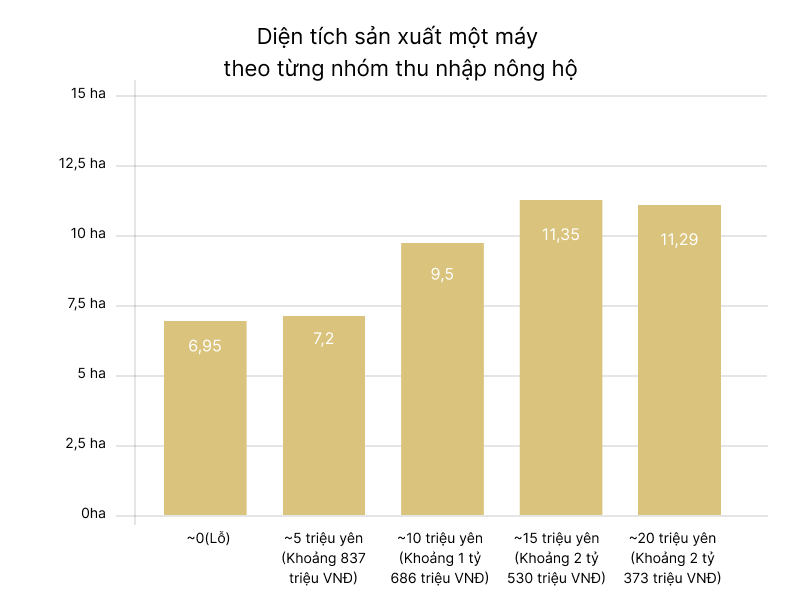 Diện tích sản xuất một máy
theo từng nhóm thu nhập nông hộ
15 ha
12,5 ha
10 ha
7,5 ha
5 ha
2,5 ha
0ha
6,95
7,2
9,5
11,35
11,29
~0(Lỗ)
~5 triệu yên
(Khoảng 837
triệu VNĐ)
~10 triệu yên
(Khoảng 1 tỷ
686 triệu VNĐ)
~15 triệu yên
(Khoảng 2 tỷ
530 triệu VNĐ)
~20 triệu yên
(Khoảng 2 tỷ
373 triệu VNĐ)